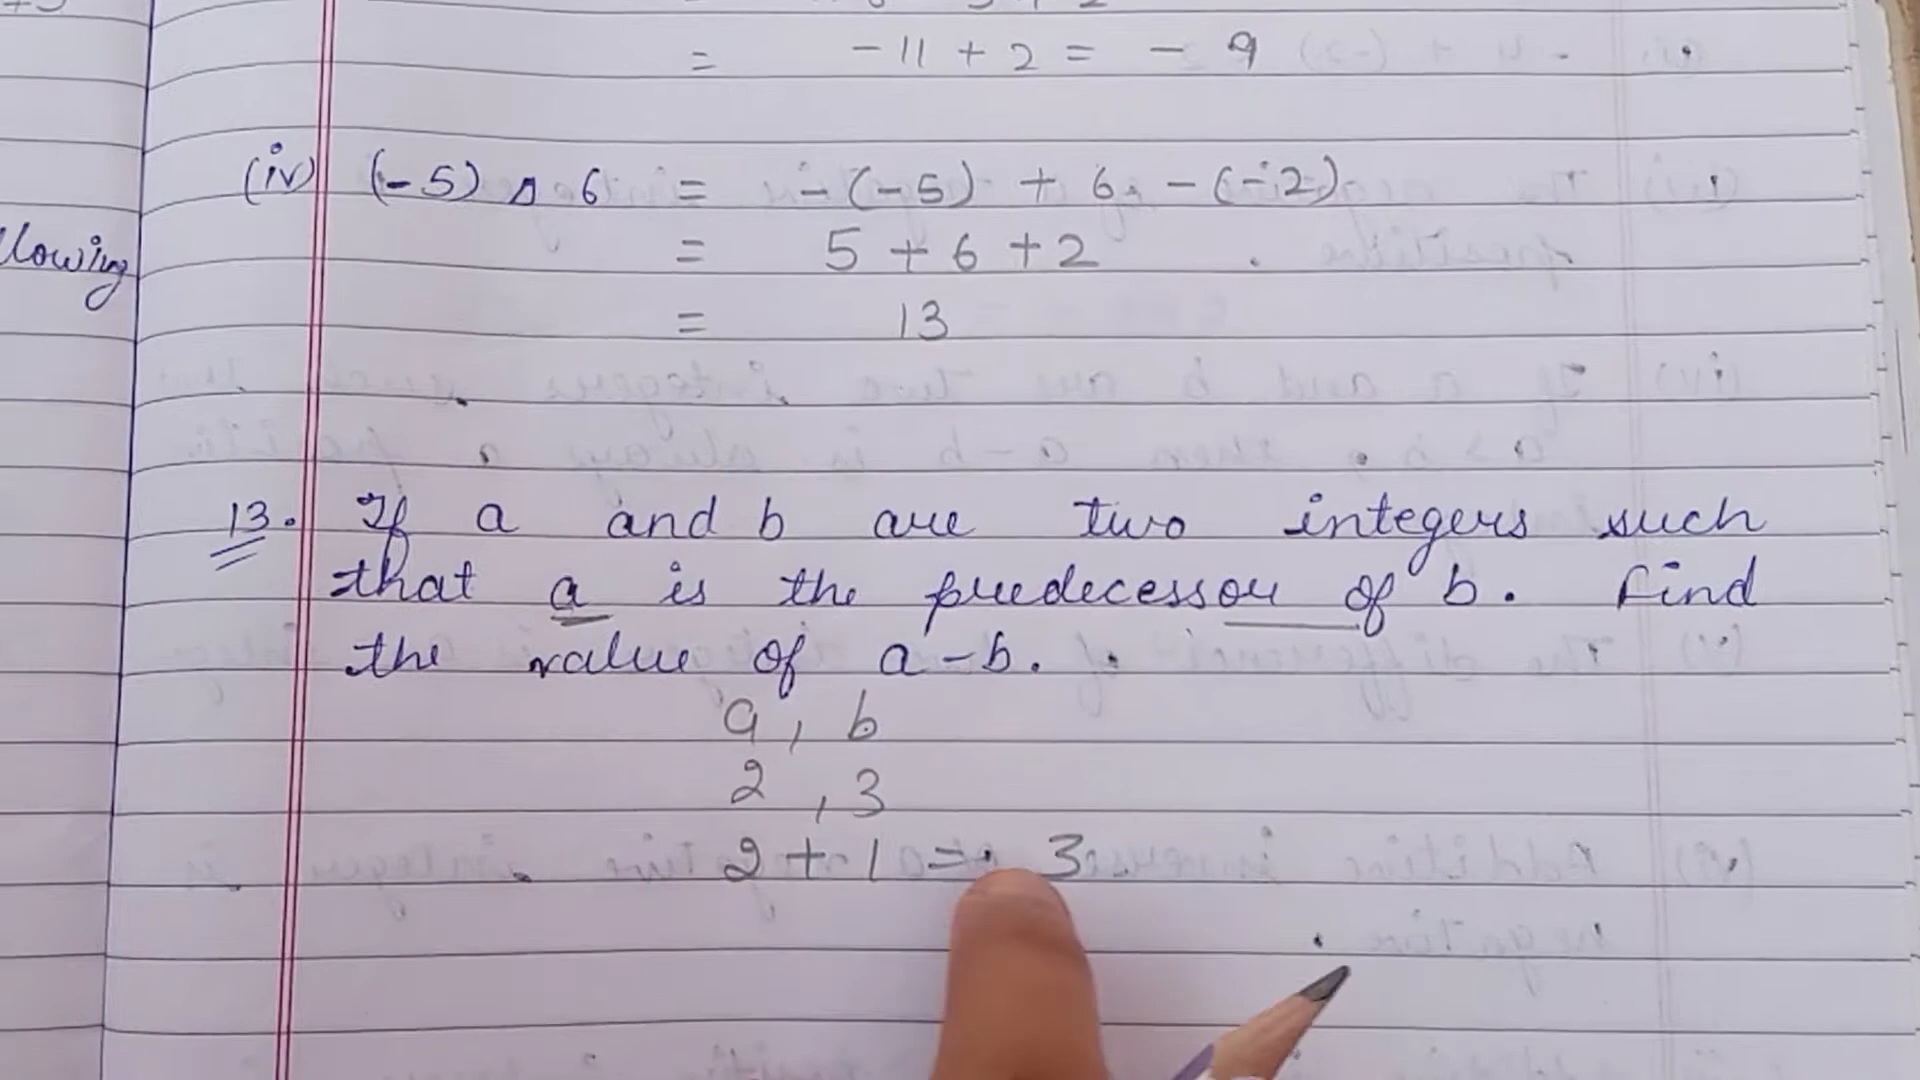 = -11 + 2 = - 9
(iv) (-5) △ 6 = - (-5) + 6 - (-2)
= 5 + 6 + 2
= 13
llowing
13. If a and b are two integers such
that a is the predecessor of b. Find
the value of a-b.
a, b
2, 3
2 + 1 = 3